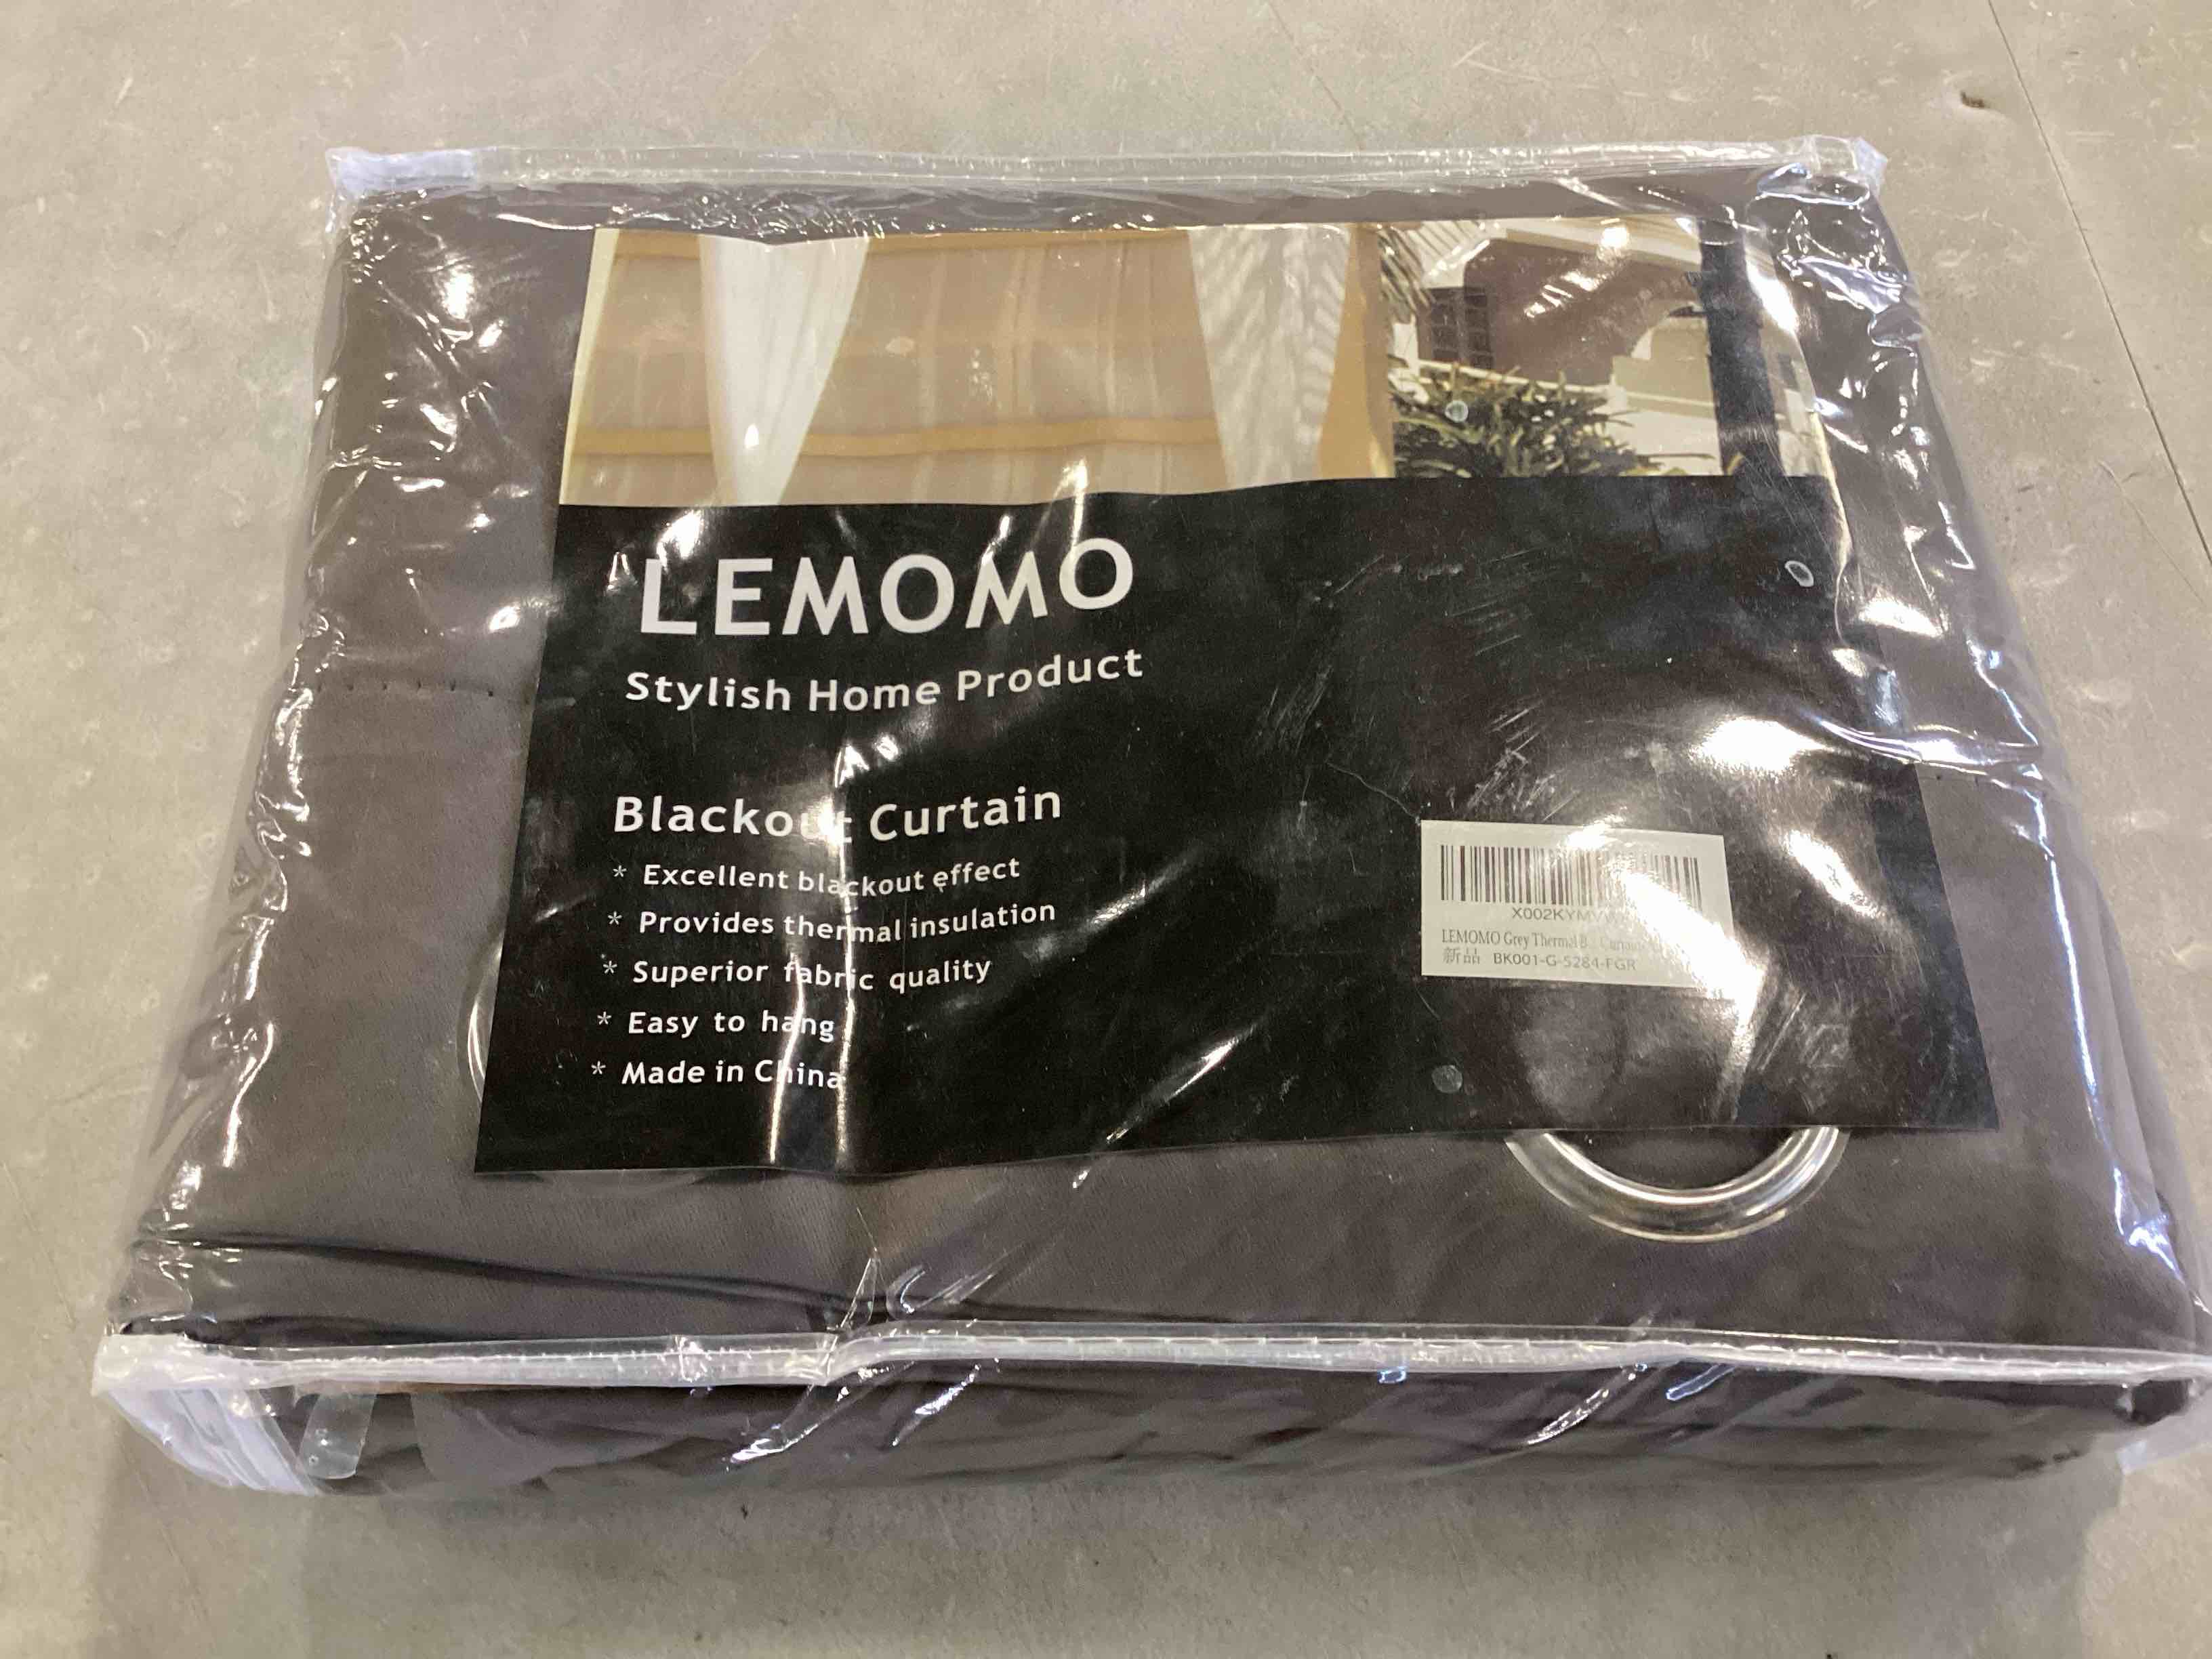 LEMOMO
Stylish Home Product
Blackout Curtain
* Excellent blackout effect
* Provides thermal insulation
* Superior fabric quality
* Easy to hang
* Made in China
LEMOMO Grey Thermal
新品 BK001-G-5284-FGR